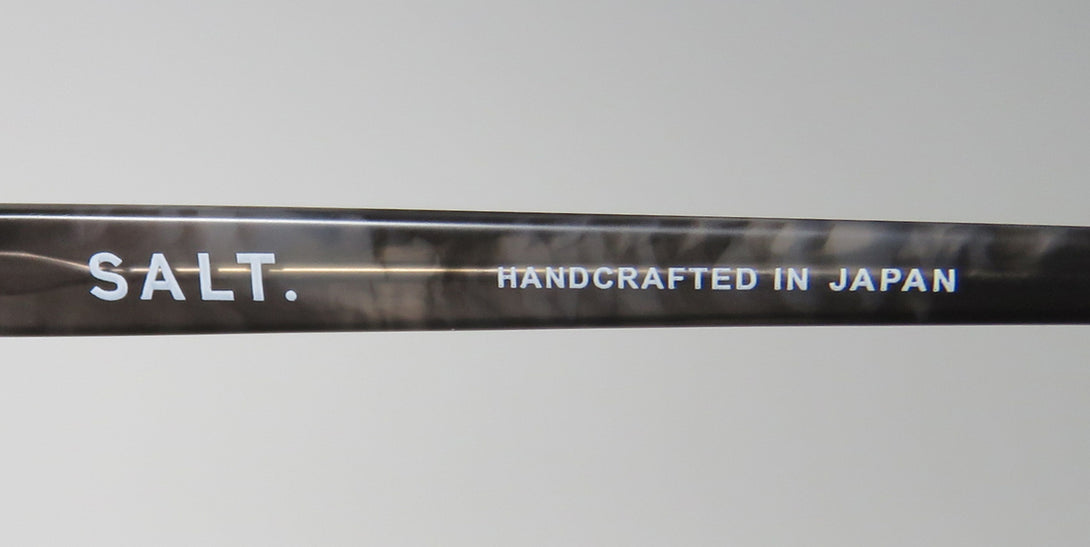 SALT. HANDCRAFTED IN JAPAN